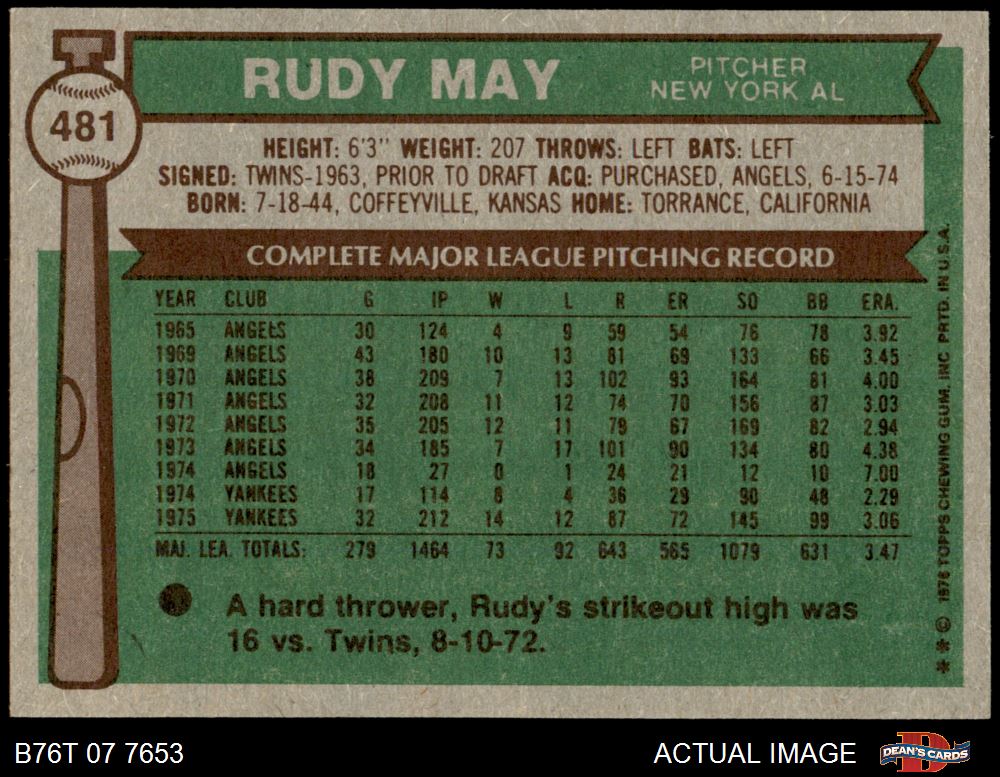 RUDY MAY
PITCHER
NEW YORK AL
481
HEIGHT: 6'3" WEIGHT: 207 THROWS: LEFT BATS: LEFT
SIGNED: TWINS-1963, PRIOR TO DRAFT ACQ: PURCHASED, ANGELS, 6-15-74
BORN: 7-18-44, COFFEYVILLE, KANSAS HOME: TORRANCE, CALIFORNIA
COMPLETE MAJOR LEAGUE PITCHING RECORD
YEAR CLUB G IP W L R ER SO BB ERA.
1965 ANGELS 30 124 4 9 59 54 76 78 3.92
1969 ANGELS 43 180 10 13 81 69 133 66 3.45
1970 ANGELS 38 209 7 13 102 93 164 81 4.00
1971 ANGELS 32 208 11 12 74 70 156 87 3.03
1972 ANGELS 35 205 12 11 79 67 169 82 2.94
1973 ANGELS 34 185 7 17 101 90 134 80 4.38
1974 ANGELS 18 27 0 1 24 21 12 10 7.00
1974 YANKEES 17 114 8 4 36 29 90 48 2.29
1975 YANKEES 32 212 14 12 87 72 145 99 3.06
MAJ. LEA. TOTALS: 279 1464 73 92 643 565 1079 631 3.47
A hard thrower, Rudy's strikeout high was
16 vs. Twins, 8-10-72.
* * © 1976 TOPPS CHEWING GUM, INC PRTD. IN U.S.A.
B76T 07 7653
ACTUAL IMAGE
DEAN'S CARDS